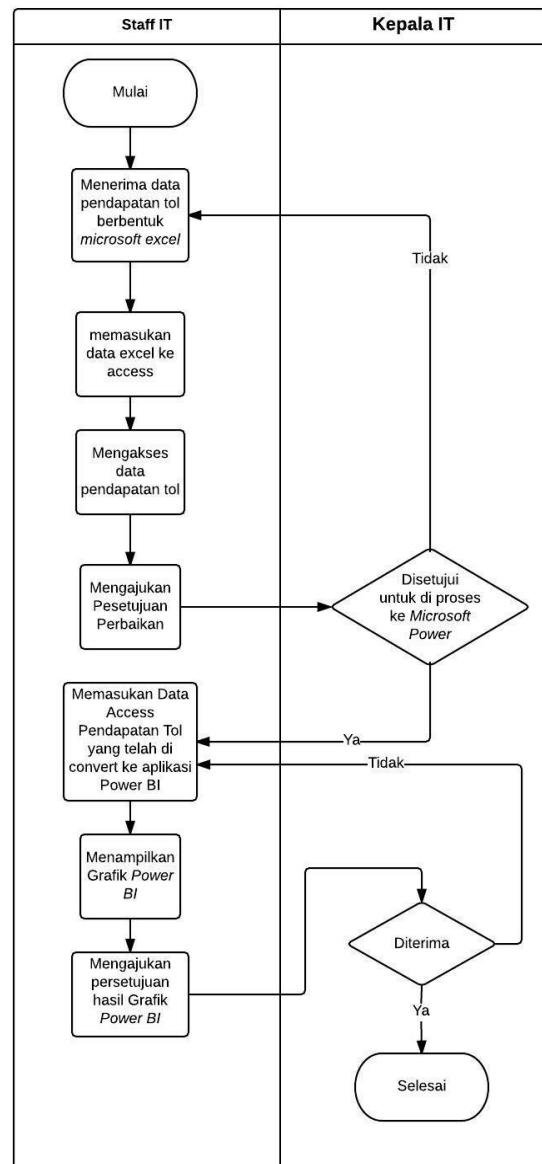 Staff IT
Kepala IT
Mulai
Menerima data
pendapatan tol
berbentuk
microsoft excel
Tidak
memasukan
data excel ke
access
Mengakses
data
pendapatan tol
Mengajukan
Pesetujuan
Perbaikan
Disetujui
untuk di proses
ke Microsoft
Power
Memasukan Data
Access
Pendapatan Tol
yang telah di
convert ke aplikasi
Power BI
Ya
Tidak
Menampilkan
Grafik Power
BI
Mengajukan
persetujuan
hasil Grafik
Power BI
Diterima
Ya
Selesai